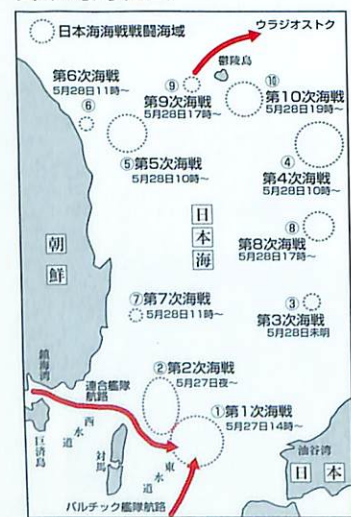 日本海海戦戦闘海域
ウラジオストク
鬱陵島
第6次海戦
5月28日11時〜
⑥
⑨
第9次海戦
5月28日17時〜
⑩
第10次海戦
5月28日19時〜
⑤第5次海戦
5月28日10時〜
④
第4次海戦
5月28日10時〜
朝鮮
日本海
⑧
第8次海戦
5月28日17時〜
⑦第7次海戦
5月28日11時〜
③
第3次海戦
5月28日未明
鎮海湾
連合艦隊
航路
②第2次海戦
5月27日夜〜
①第1次海戦
5月27日14時〜
巨済島
西水道
対馬
東水道
油谷湾
日本
バルチック艦隊航路